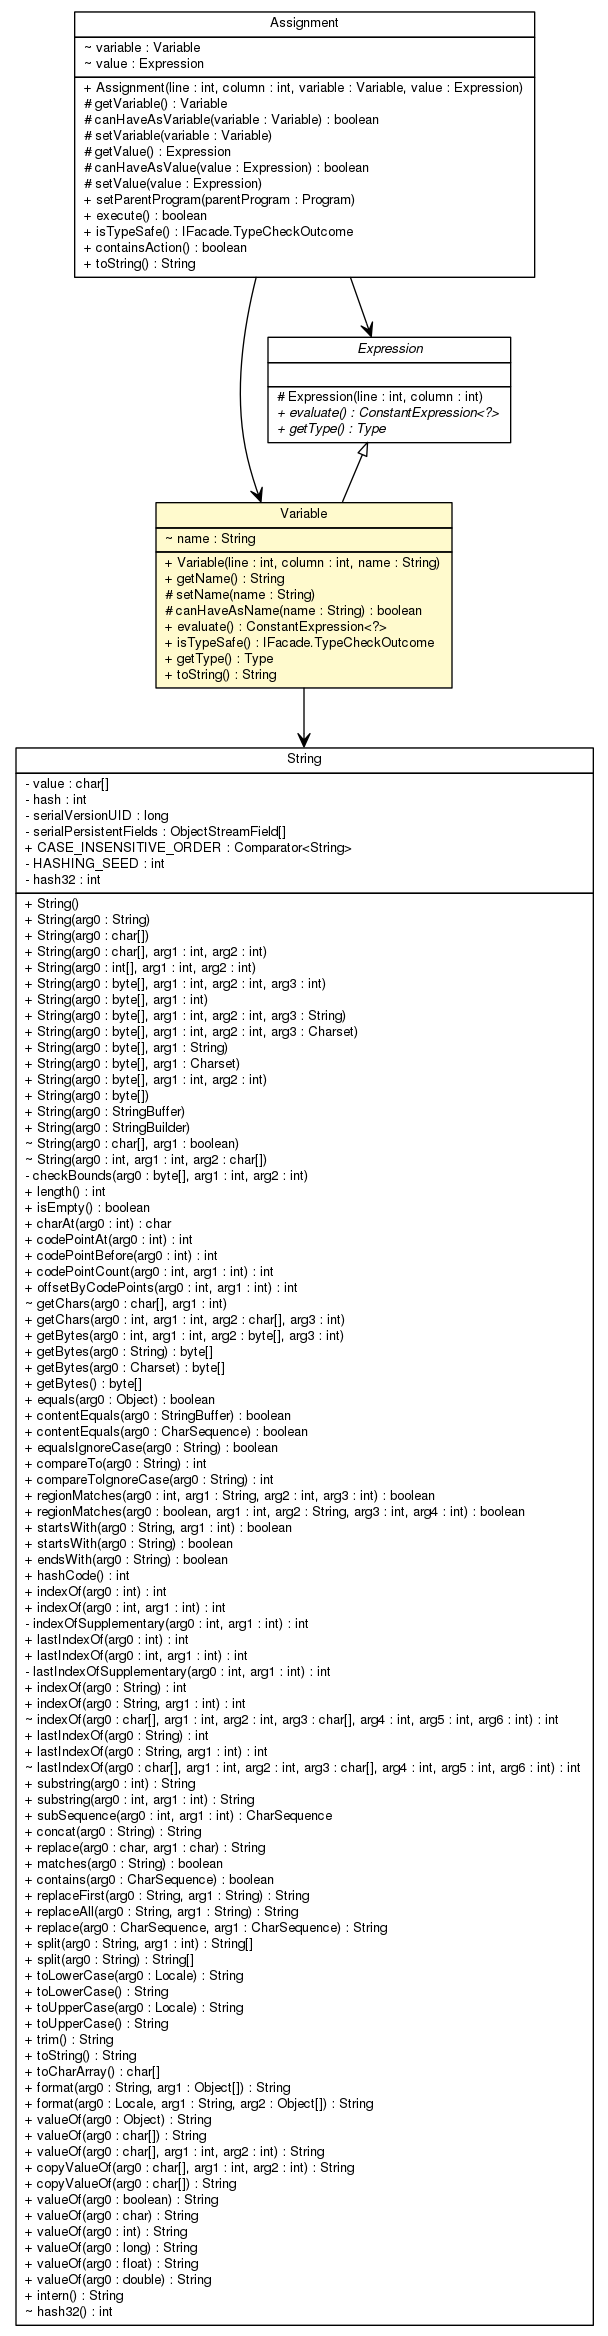 Assignment
~ variable : Variable
~ value : Expression
+ Assignment(line : int, column : int, variable : Variable, value : Expression)
# getVariable() : Variable
# canHaveAsVariable(variable : Variable) : boolean
# setVariable(variable : Variable)
# getValue() : Expression
# canHaveAsValue(value : Expression) : boolean
# setValue(value : Expression)
+ setParentProgram(parentProgram : Program)
+ execute() : boolean
+ isTypeSafe() : IFacade.TypeCheckOutcome
+ containsAction() : boolean
+ toString() : String
Expression
# Expression(line : int, column : int)
+ evaluate() : ConstantExpression<?>
+ getType() : Type
Variable
~ name : String
+ Variable(line : int, column : int, name : String)
+ getName() : String
# setName(name : String)
# canHaveAsName(name : String) : boolean
+ evaluate() : ConstantExpression<?>
+ isTypeSafe() : IFacade.TypeCheckOutcome
+ getType() : Type
+ toString() : String
String
- value : char[]
- hash : int
- serialVersionUID : long
- serialPersistentFields : ObjectStreamField[]
+ CASE_INSENSITIVE_ORDER : Comparator<String>
- HASHING_SEED : int
- hash32 : int
+ String()
+ String(arg0 : String)
+ String(arg0 : char[])
+ String(arg0 : char[], arg1 : int, arg2 : int)
+ String(arg0 : int[], arg1 : int, arg2 : int)
+ String(arg0 : byte[], arg1 : int, arg2 : int, arg3 : int)
+ String(arg0 : byte[], arg1 : int)
+ String(arg0 : byte[], arg1 : int, arg2 : int, arg3 : String)
+ String(arg0 : byte[], arg1 : int, arg2 : int, arg3 : Charset)
+ String(arg0 : byte[], arg1 : String)
+ String(arg0 : byte[], arg1 : Charset)
+ String(arg0 : byte[], arg1 : int, arg2 : int)
+ String(arg0 : byte[])
+ String(arg0 : StringBuffer)
+ String(arg0 : StringBuilder)
~ String(arg0 : char[], arg1 : boolean)
~ String(arg0 : int, arg1 : int, arg2 : char[])
- checkBounds(arg0 : byte[], arg1 : int, arg2 : int)
+ length() : int
+ isEmpty() : boolean
+ charAt(arg0 : int) : char
+ codePointAt(arg0 : int) : int
+ codePointBefore(arg0 : int) : int
+ codePointCount(arg0 : int, arg1 : int) : int
+ offsetByCodePoints(arg0 : int, arg1 : int) : int
~ getChars(arg0 : char[], arg1 : int)
+ getChars(arg0 : int, arg1 : int, arg2 : char[], arg3 : int)
+ getBytes(arg0 : int, arg1 : int, arg2 : byte[], arg3 : int)
+ getBytes(arg0 : String) : byte[]
+ getBytes(arg0 : Charset) : byte[]
+ getBytes() : byte[]
+ equals(arg0 : Object) : boolean
+ contentEquals(arg0 : StringBuffer) : boolean
+ contentEquals(arg0 : CharSequence) : boolean
+ equalsIgnoreCase(arg0 : String) : boolean
+ compareTo(arg0 : String) : int
+ compareToIgnoreCase(arg0 : String) : int
+ regionMatches(arg0 : int, arg1 : String, arg2 : int, arg3 : int) : boolean
+ regionMatches(arg0 : boolean, arg1 : int, arg2 : String, arg3 : int, arg4 : int) : boolean
+ startsWith(arg0 : String, arg1 : int) : boolean
+ startsWith(arg0 : String) : boolean
+ endsWith(arg0 : String) : boolean
+ hashCode() : int
+ indexOf(arg0 : int) : int
+ indexOf(arg0 : int, arg1 : int) : int
- indexOfSupplementary(arg0 : int, arg1 : int) : int
+ lastIndexOf(arg0 : int) : int
+ lastIndexOf(arg0 : int, arg1 : int) : int
- lastIndexOfSupplementary(arg0 : int, arg1 : int) : int
+ indexOf(arg0 : String) : int
+ indexOf(arg0 : String, arg1 : int) : int
~ indexOf(arg0 : char[], arg1 : int, arg2 : int, arg3 : char[], arg4 : int, arg5 : int, arg6 : int) : int
+ lastIndexOf(arg0 : String) : int
+ lastIndexOf(arg0 : String, arg1 : int) : int
~ lastIndexOf(arg0 : char[], arg1 : int, arg2 : int, arg3 : char[], arg4 : int, arg5 : int, arg6 : int) : int
+ substring(arg0 : int) : String
+ substring(arg0 : int, arg1 : int) : String
+ subSequence(arg0 : int, arg1 : int) : CharSequence
+ concat(arg0 : String) : String
+ replace(arg0 : char, arg1 : char) : String
+ matches(arg0 : String) : boolean
+ contains(arg0 : CharSequence) : boolean
+ replaceFirst(arg0 : String, arg1 : String) : String
+ replaceAll(arg0 : String, arg1 : String) : String
+ replace(arg0 : CharSequence, arg1 : CharSequence) : String
+ split(arg0 : String, arg1 : int) : String[]
+ split(arg0 : String) : String[]
+ toLowerCase(arg0 : Locale) : String
+ toLowerCase() : String
+ toUpperCase(arg0 : Locale) : String
+ toUpperCase() : String
+ trim() : String
+ toString() : String
+ toCharArray() : char[]
+ format(arg0 : String, arg1 : Object[]) : String
+ format(arg0 : Locale, arg1 : String, arg2 : Object[]) : String
+ valueOf(arg0 : Object) : String
+ valueOf(arg0 : char[]) : String
+ valueOf(arg0 : char[], arg1 : int, arg2 : int) : String
+ copyValueOf(arg0 : char[], arg1 : int, arg2 : int) : String
+ copyValueOf(arg0 : char[]) : String
+ valueOf(arg0 : boolean) : String
+ valueOf(arg0 : char) : String
+ valueOf(arg0 : int) : String
+ valueOf(arg0 : long) : String
+ valueOf(arg0 : float) : String
+ valueOf(arg0 : double) : String
+ intern() : String
~ hash32() : int